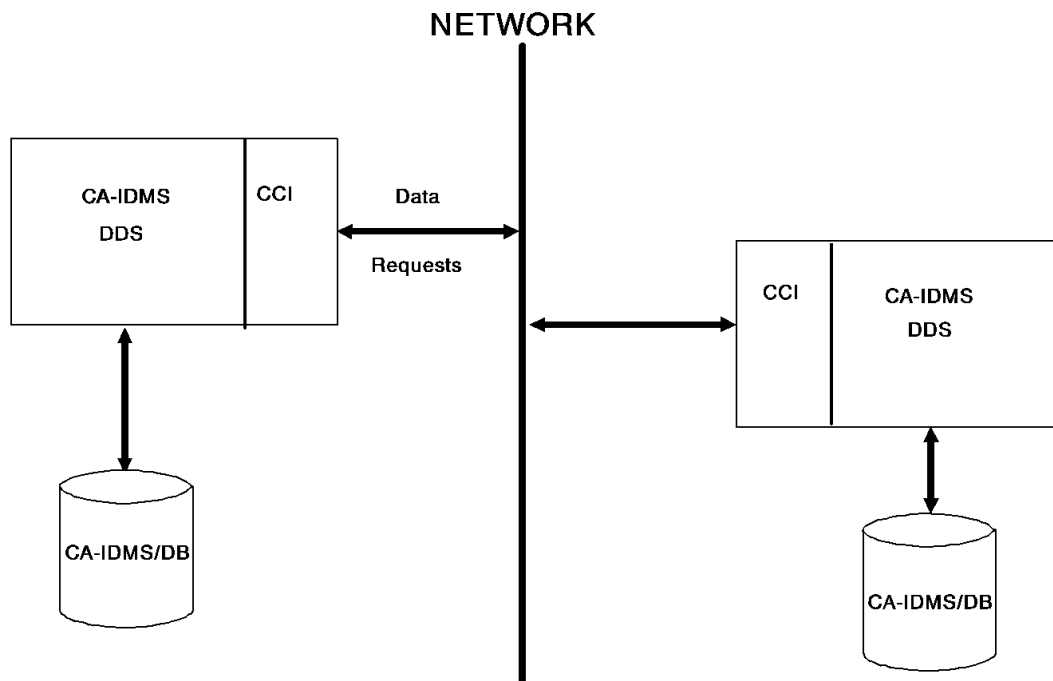 NETWORK
CA-IDMS
DDS
CCI
Data
Requests
CCI
CA-IDMS
DDS
CA-IDMS/DB
CA-IDMS/DB